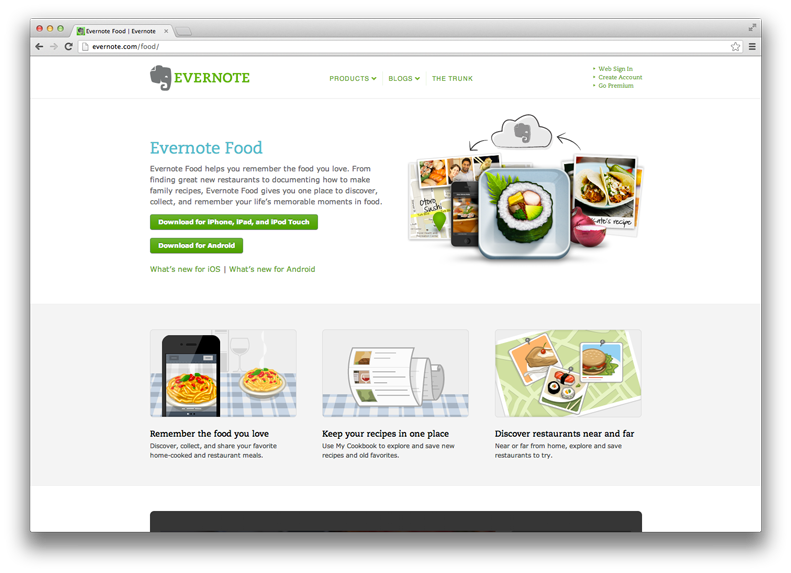 Evernote Food | Evernote
evernote.com/food/
EVERNOTE
PRODUCTS
BLOGS
THE TRUNK
Web Sign In
Create Account
Go Premium
Evernote Food
Evernote Food helps you remember the food you love. From
finding great new restaurants to documenting how to make
family recipes, Evernote Food gives you one place to discover,
collect, and remember your life's memorable moments in food.
Download for iPhone, iPad, and iPod Touch
Download for Android
What's new for iOS | What's new for Android
Otom
Sushi
ate's recipe
Remember the food you love
Discover, collect, and share your favorite
home-cooked and restaurant meals.
Keep your recipes in one place
Use My Cookbook to explore and save new
recipes and old favorites.
Discover restaurants near and far
Near or far from home, explore and save
restaurants to try.